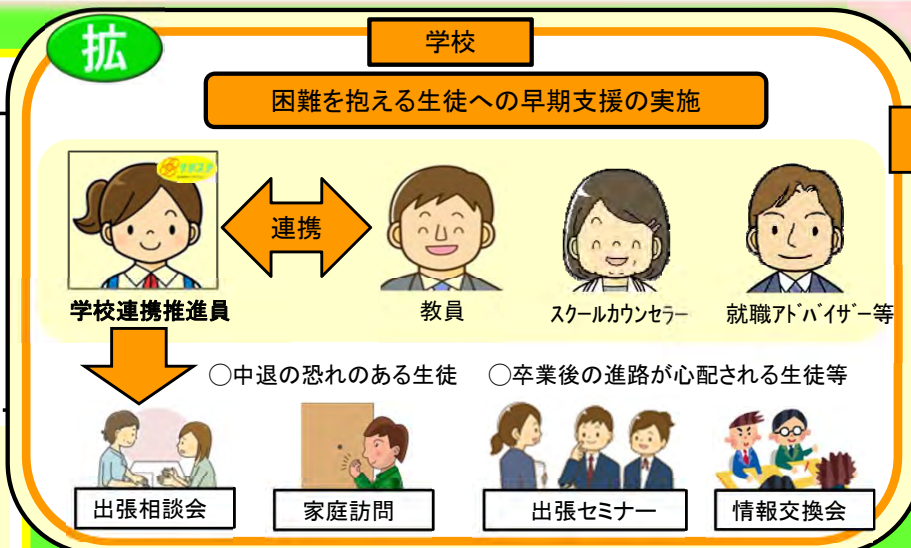 拡
学校
困難を抱える生徒への早期支援の実施
サポステ
連携
学校連携推進員
教員
スクールカウンセラー
就職アドバイザー等
○中退の恐れのある生徒 ○卒業後の進路が心配される生徒等
出張相談会
家庭訪問
出張セミナー
情報交換会